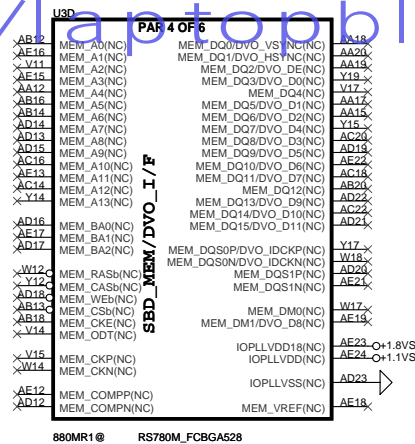 /laptopbl
U3D
PAR 4 OF 6
AB12 MEM_A0(NC) MEM_DQ0/DVO_VSYNC(NC) AA18
AE16 MEM_A1(NC) MEM_DQ1/DVO_HSYNC(NC) AA20
V11 MEM_A2(NC) MEM_DQ2/DVO_DE(NC) AA19
AE15 MEM_A3(NC) MEM_DQ3/DVO_D0(NC) Y19
AA12 MEM_A4(NC) MEM_DQ4(NC) V17
AB16 MEM_A5(NC) MEM_DQ5/DVO_D1(NC) AA17
AB14 MEM_A6(NC) MEM_DQ6/DVO_D2(NC) AA15
AD14 MEM_A7(NC) MEM_DQ7/DVO_D4(NC) Y15
AD13 MEM_A8(NC) MEM_DQ8/DVO_D3(NC) AC20
AD15 MEM_A9(NC) MEM_DQ9/DVO_D5(NC) AD19
AC16 MEM_A10(NC) MEM_DQ10/DVO_D6(NC) AE22
AE13 MEM_A11(NC) MEM_DQ11/DVO_D7(NC) AC18
AC14 MEM_A12(NC) MEM_DQ12(NC) AB20
Y14 MEM_A13(NC) MEM_DQ13/DVO_D9(NC) AD22
MEM_DQ14/DVO_D10(NC) AC22
AD16 MEM_BA0(NC) MEM_DQ15/DVO_D11(NC) AD21
AE17 MEM_BA1(NC)
AD17 MEM_BA2(NC) MEM_DQS0P/DVO_IDCKP(NC) Y17
MEM_DQS0N/DVO_IDCKN(NC) W18
W12 MEM_RASb(NC) MEM_DQS1P(NC) AD20
Y12 MEM_CASb(NC) MEM_DQS1N(NC) AE21
AD18 MEM_WEb(NC)
AB13 MEM_CSb(NC) MEM_DM0(NC) W17
AB18 MEM_CKE(NC) MEM_DM1/DVO_D8(NC) AE19
V14 MEM_ODT(NC)
IOPLLVDD18(NC) AE23 +1.8VS
V15 MEM_CKP(NC) IOPLLVDD(NC) AE24 +1.1VS
W14 MEM_CKN(NC)
IOPLLVSS(NC) AD23
AE12 MEM_COMPP(NC)
AD12 MEM_COMPN(NC) MEM_VREF(NC) AE18
SBD_MEM/DVO_I/F
880MR1@ RS780M_FCBGA528